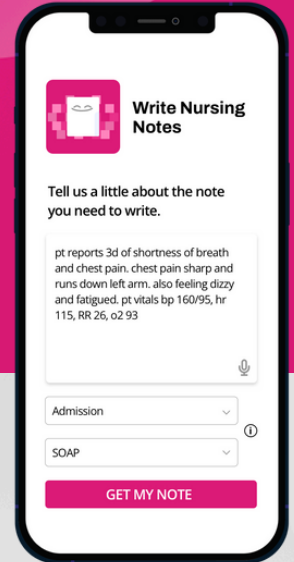 Write Nursing
Notes
Tell us a little about the note
you need to write.
pt reports 3d of shortness of breath
and chest pain. chest pain sharp and
runs down left arm. also feeling dizzy
and fatigued. pt vitals bp 160/95, hr
115, RR 26, o2 93
Admission
SOAP
GET MY NOTE